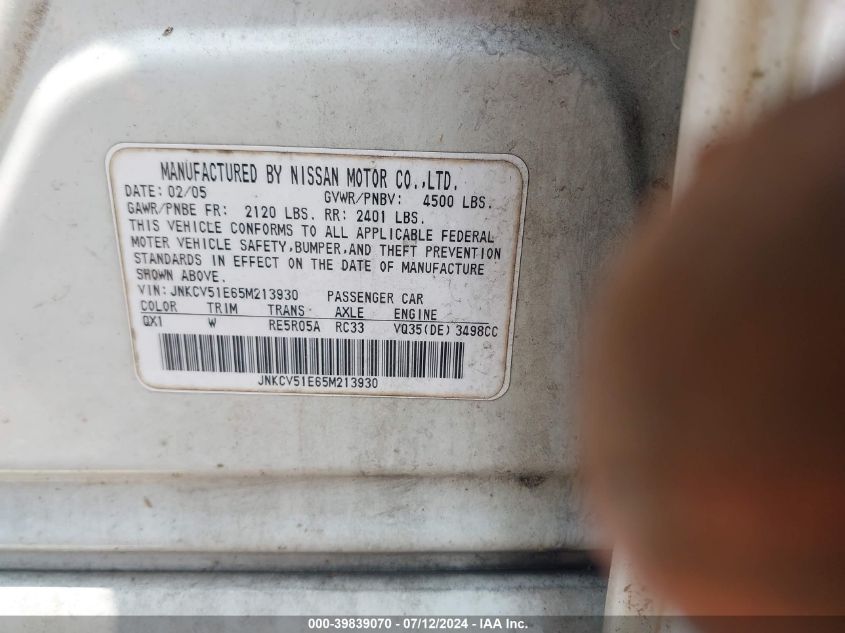 MANUFACTURED BY NISSAN MOTOR CO.,LTD.
DATE: 02/05 GVWR/PNBV: 4500 LBS.
GAWR/PNBE FR: 2120 LBS. RR: 2401 LBS.
THIS VEHICLE CONFORMS TO ALL APPLICABLE FEDERAL
MOTER VEHICLE SAFETY,BUMPER,AND THEFT PREVENTION
STANDARDS IN EFFECT ON THE DATE OF MANUFACTURE
SHOWN ABOVE.
VIN: JNKCV51E65M213930 PASSENGER CAR
COLOR TRIM TRANS AXLE ENGINE
QX1 W RE5R05A RC33 VQ35(DE) 3498CC
JNKCV51E65M213930
000-39839070 - 07/12/2024 - IAA Inc.